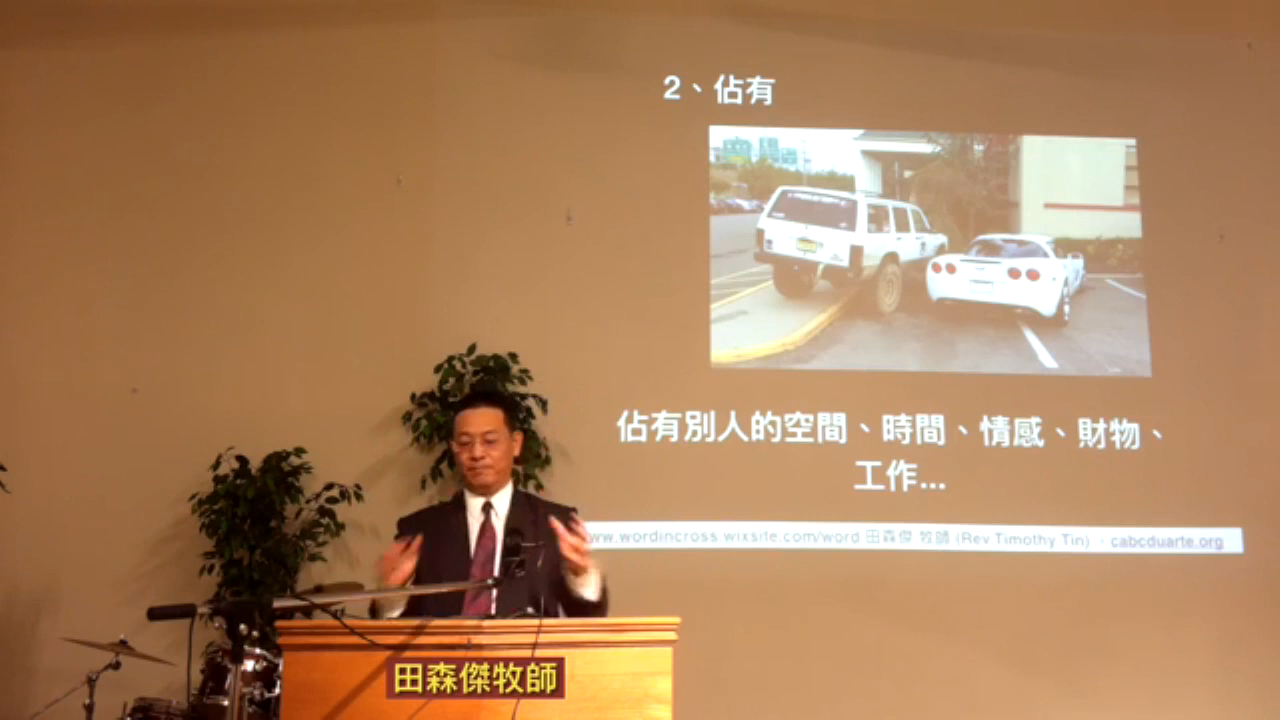 2、佔有
佔有別人的空間、時間、情感、財物、
工作...
www.wordincross.wixsite.com/word 田森傑 牧師 (Rev Timothy Tin) , cabcduarte.org
田森傑牧師